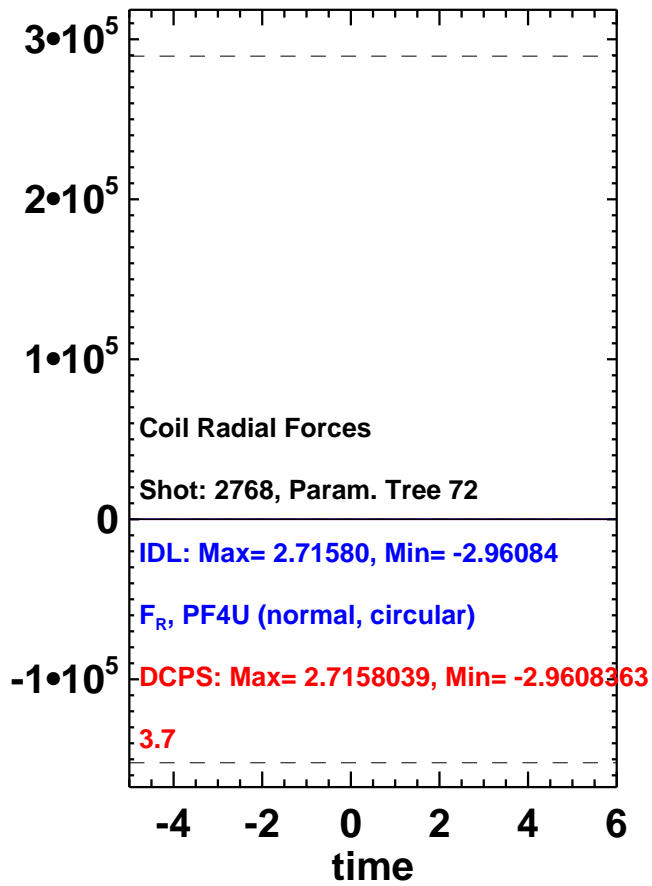 3•10⁵
2•10⁵
1•10⁵
Coil Radial Forces
Shot: 2768, Param. Tree 72
0
IDL: Max= 2.71580, Min= -2.96084
F_R, PF4U (normal, circular)
-1•10⁵
DCPS: Max= 2.7158039, Min= -2.9608363
3.7
-4 -2 0 2 4 6
time